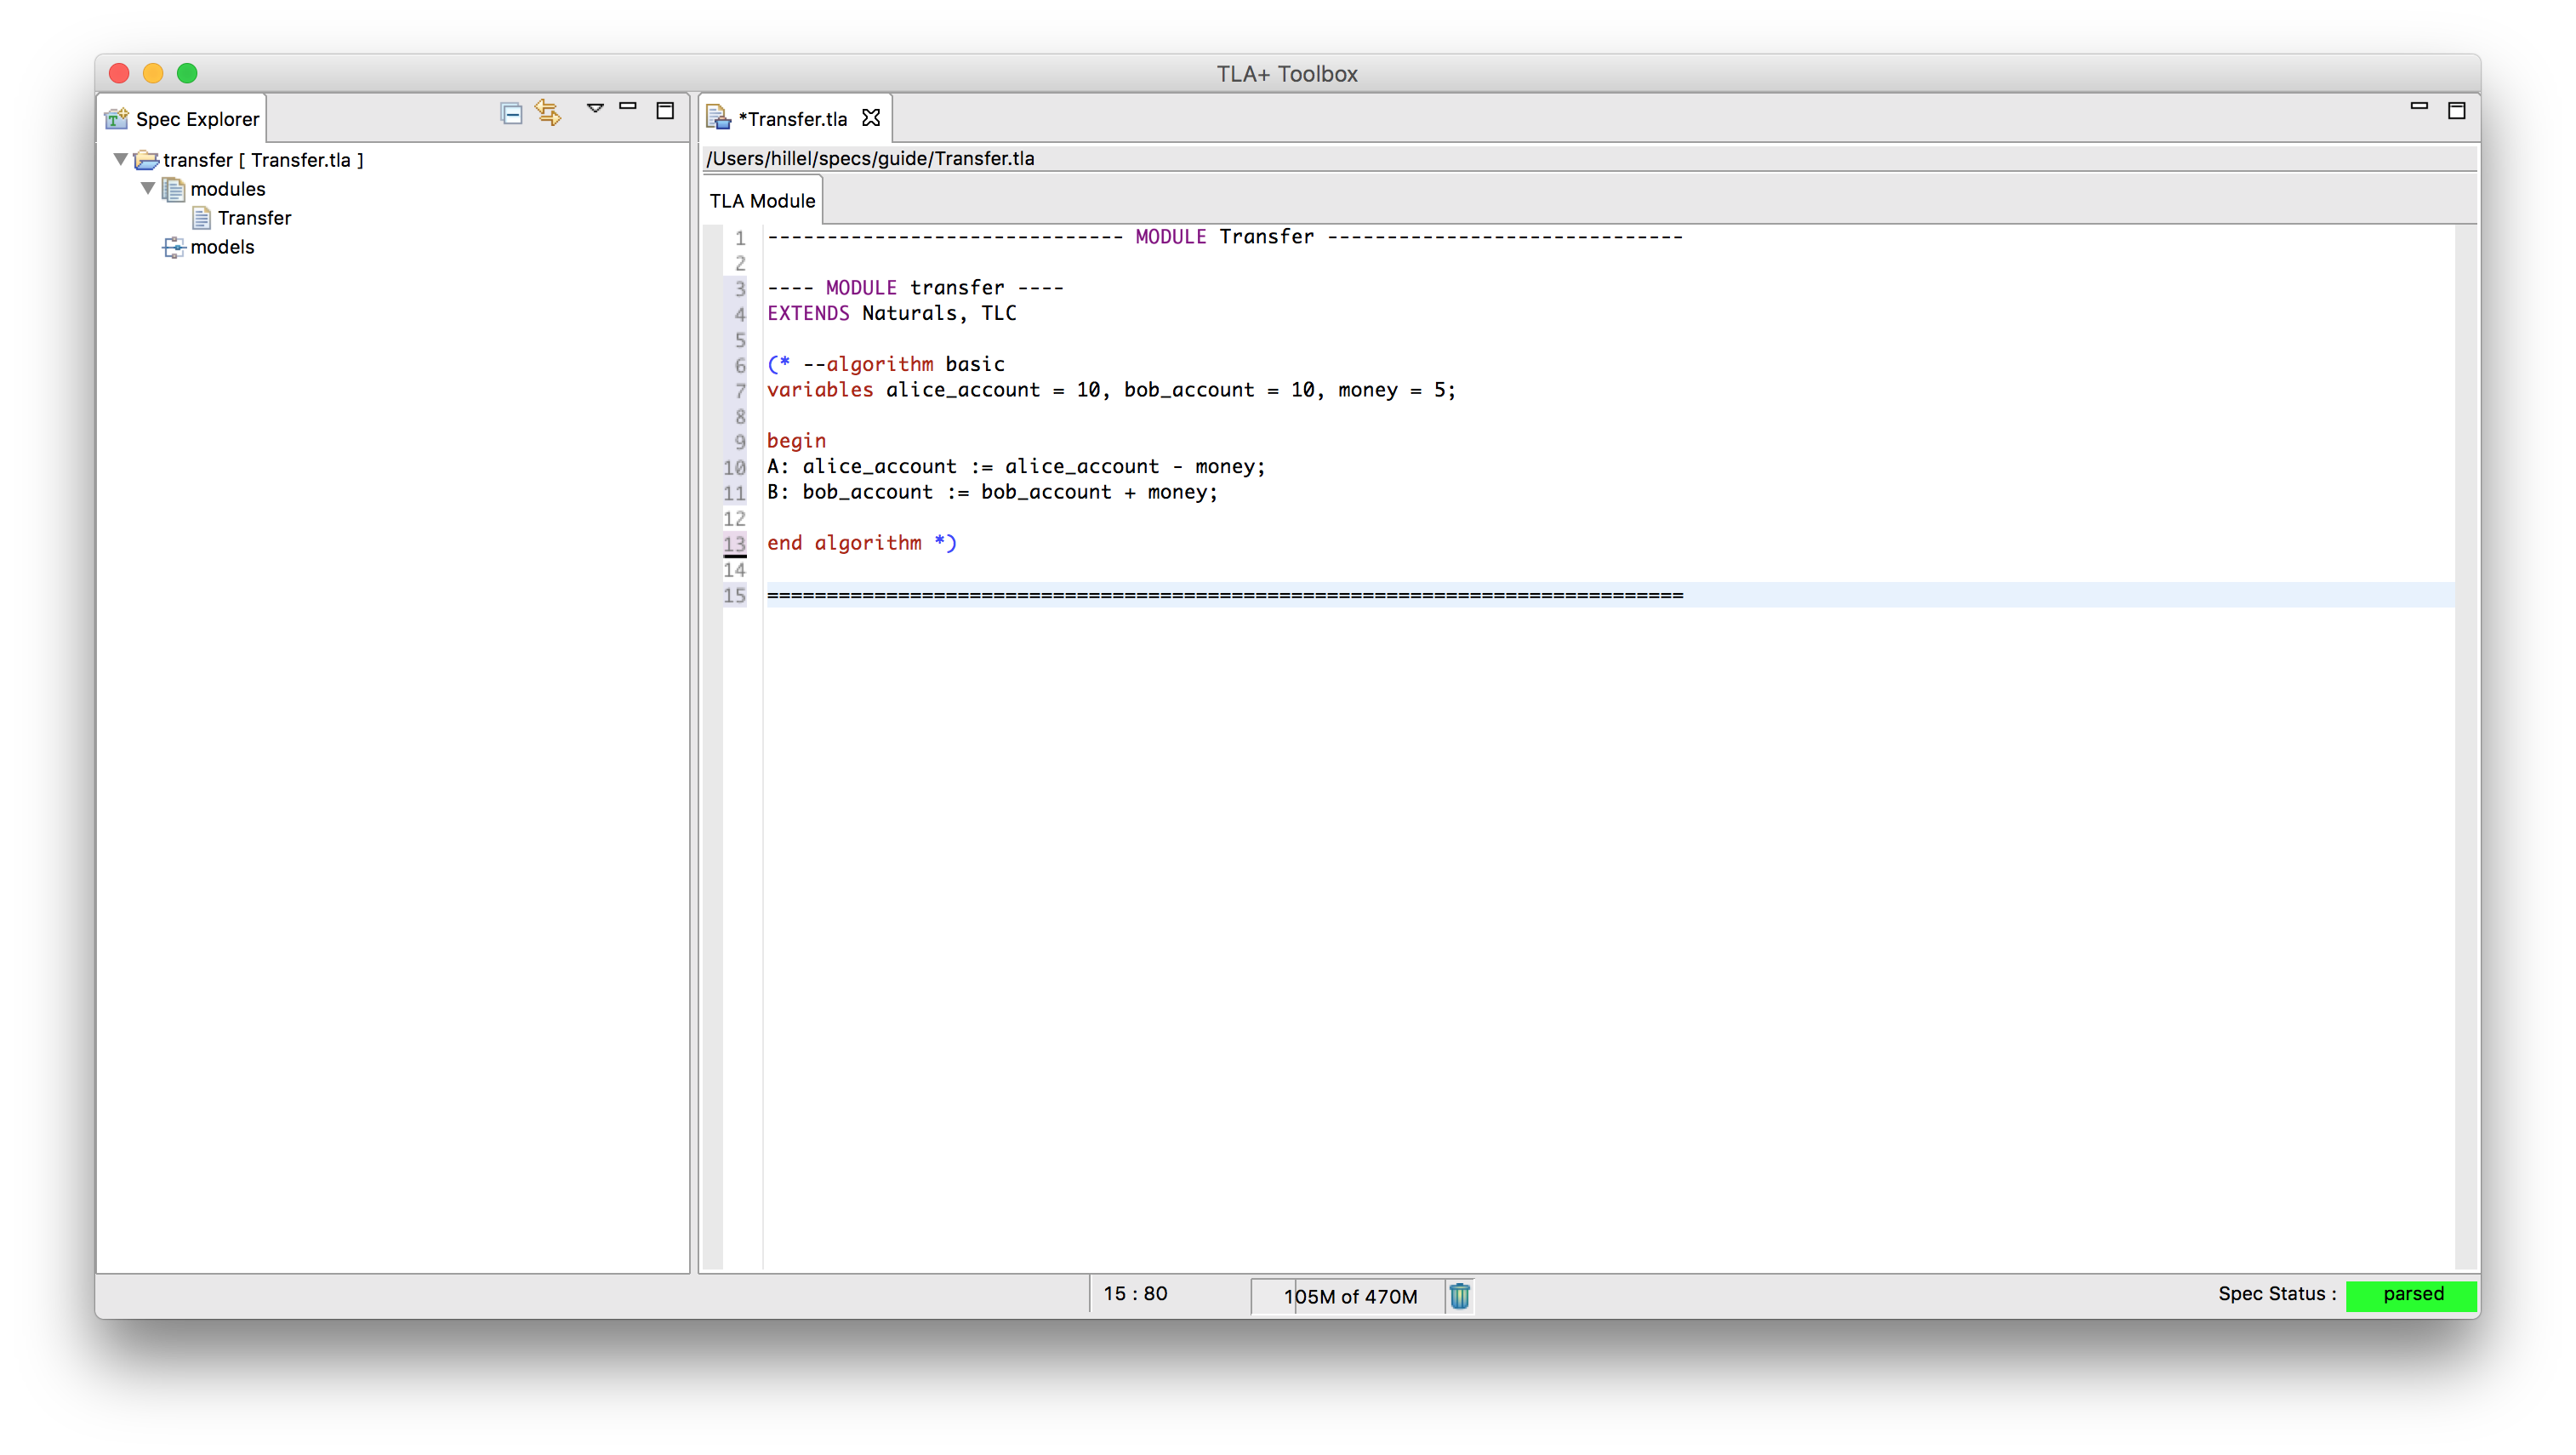 TLA+ Toolbox
Spec Explorer
transfer [ Transfer.tla ]
modules
Transfer
models
*Transfer.tla
/Users/hillel/specs/guide/Transfer.tla
TLA Module
1 ------------------------------ MODULE Transfer ------------------------------
2
3 ---- MODULE transfer ----
4 EXTENDS Naturals, TLC
5
6 (* --algorithm basic
7 variables alice_account = 10, bob_account = 10, money = 5;
8
9 begin
10 A: alice_account := alice_account - money;
11 B: bob_account := bob_account + money;
12
13 end algorithm *)
14
15 =============================================================================
15 : 80
105M of 470M
Spec Status :
parsed